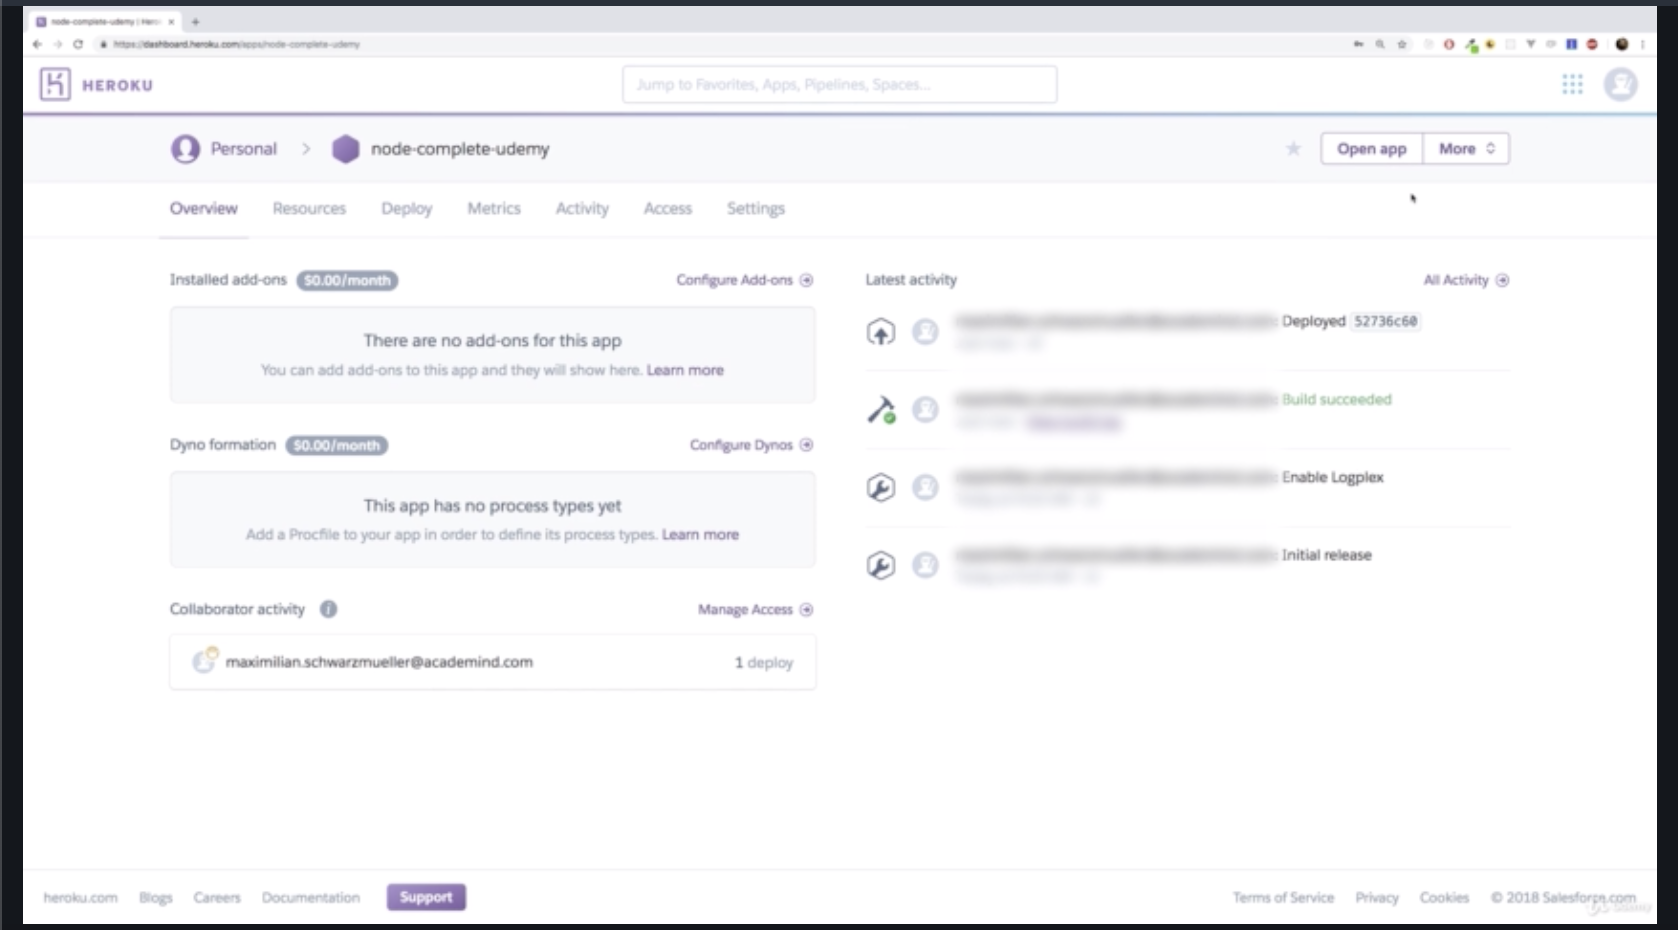 node-complete-udemy | Hero
https://dashboard.heroku.com/apps/node-complete-udemy
HEROKU
Jump to Favorites, Apps, Pipelines, Spaces...
Personal > node-complete-udemy
Open app
More
Overview
Resources
Deploy
Metrics
Activity
Access
Settings
Installed add-ons $0.00/month
Configure Add-ons
There are no add-ons for this app
You can add add-ons to this app and they will show here. Learn more
Dyno formation $0.00/month
Configure Dynos
This app has no process types yet
Add a Procfile to your app in order to define its process types. Learn more
Collaborator activity
Manage Access
maximilian.schwarzmueller@academind.com
1 deploy
Latest activity
All Activity
Deployed 52736c60
Build succeeded
Enable Logplex
Initial release
heroku.com
Blogs
Careers
Documentation
Support
Terms of Service
Privacy
Cookies
© 2018 Salesforce.com